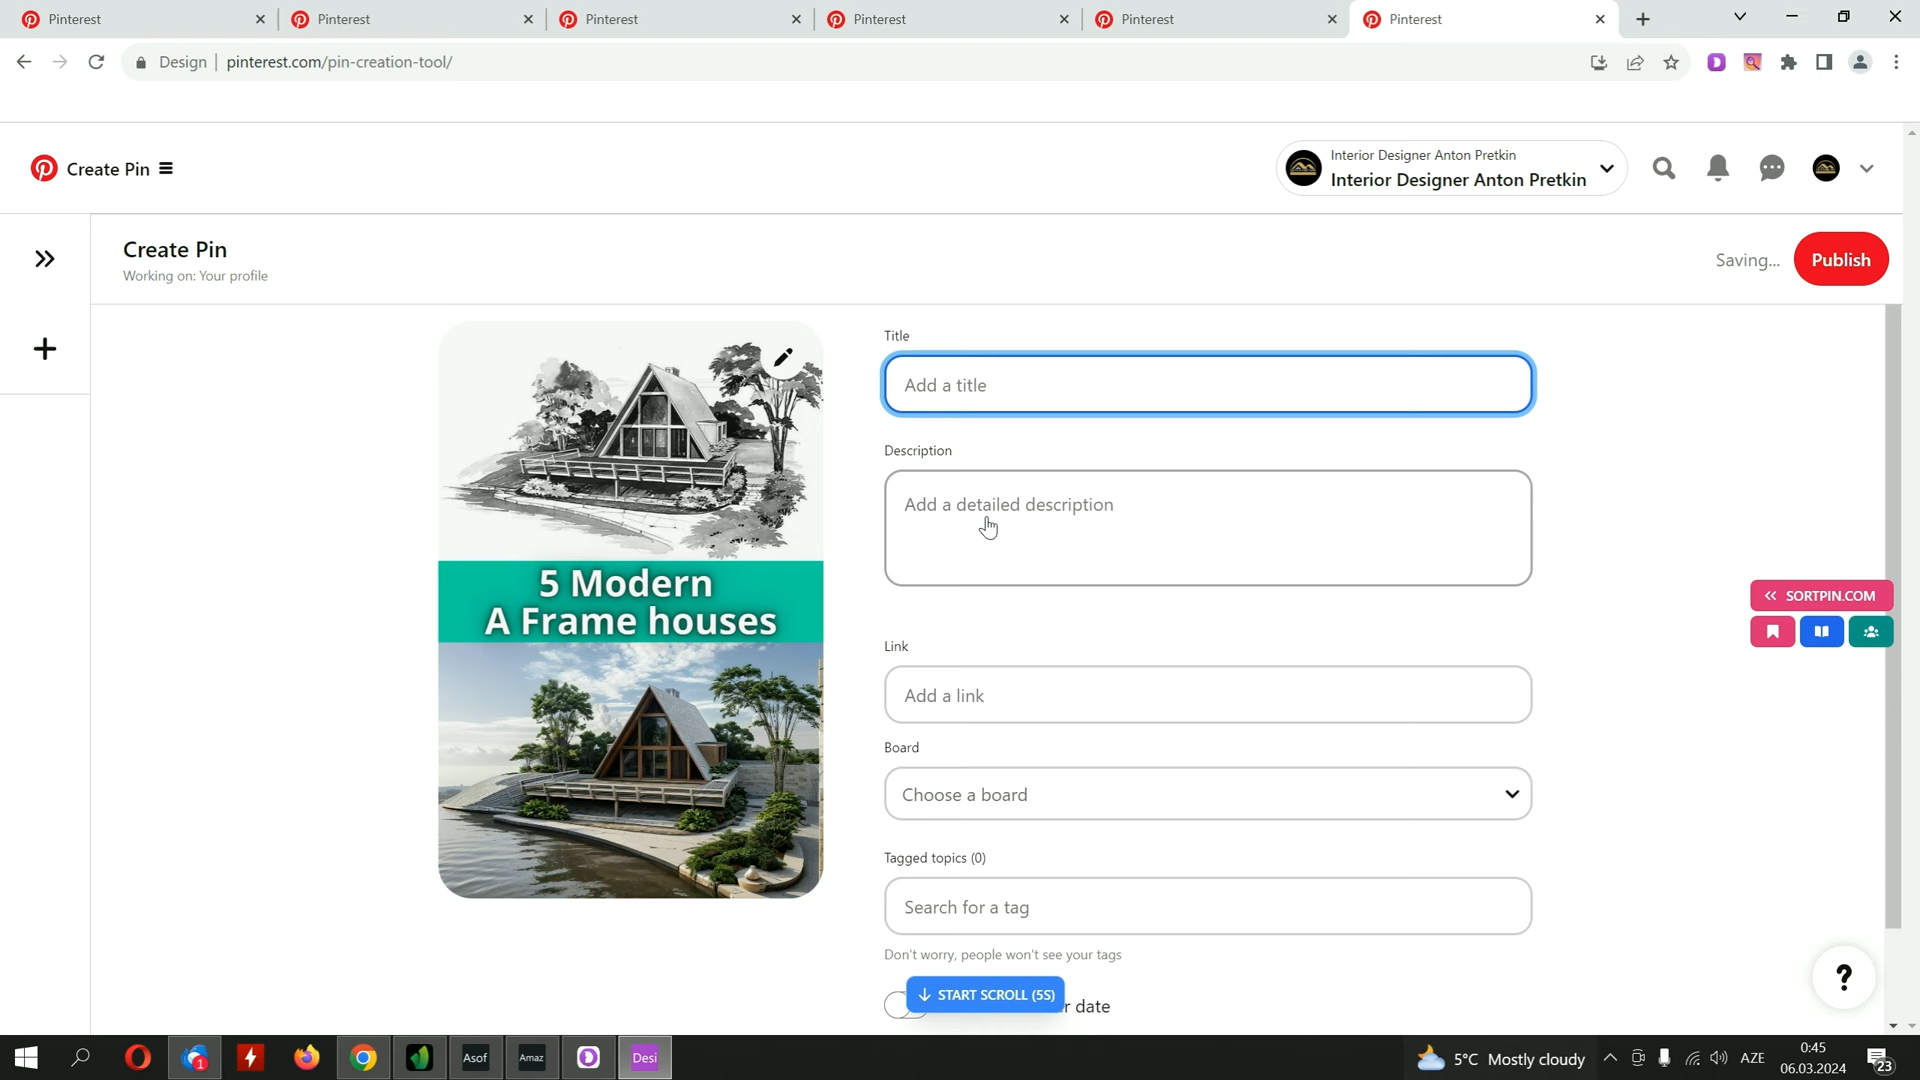 Pinterest Pinterest Pinterest Pinterest Pinterest Pinterest
Design pinterest.com/pin-creation-tool/
Create Pin
Interior Designer Anton Pretkin
Interior Designer Anton Pretkin
Create Pin
Working on: Your profile
Saving...
Publish
Title
Add a title
Description
Add a detailed description
5 Modern
A Frame houses
SORTPIN.COM
Link
Add a link
Board
Choose a board
Tagged topics (0)
Search for a tag
Don't worry, people won't see your tags
START SCROLL (5S)
r date
?
1
Asof
Amaz
Desi
5°C Mostly cloudy
AZE
0:45
06.03.2024
23